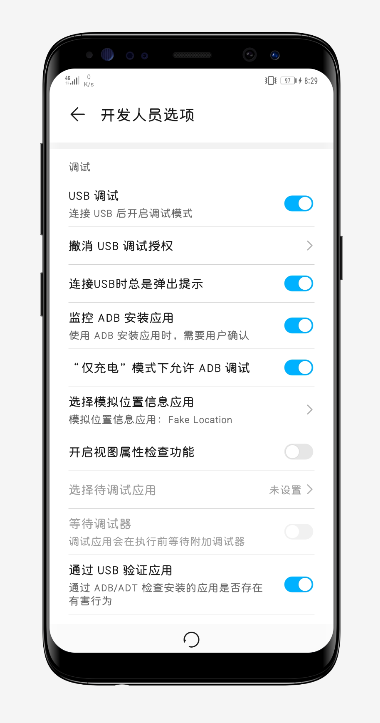 4G
0
K/s
97
8:29
开发人员选项
调试
USB 调试
连接 USB 后开启调试模式
撤消 USB 调试授权
连接USB时总是弹出提示
监控 ADB 安装应用
使用 ADB 安装应用时，需要用户确认
“仅充电”模式下允许 ADB 调试
选择模拟位置信息应用
模拟位置信息应用：Fake Location
开启视图属性检查功能
选择待调试应用 未设置
等待调试器
调试应用会在执行前等待附加调试器
通过 USB 验证应用
通过 ADB/ADT 检查安装的应用是否存在
有害行为